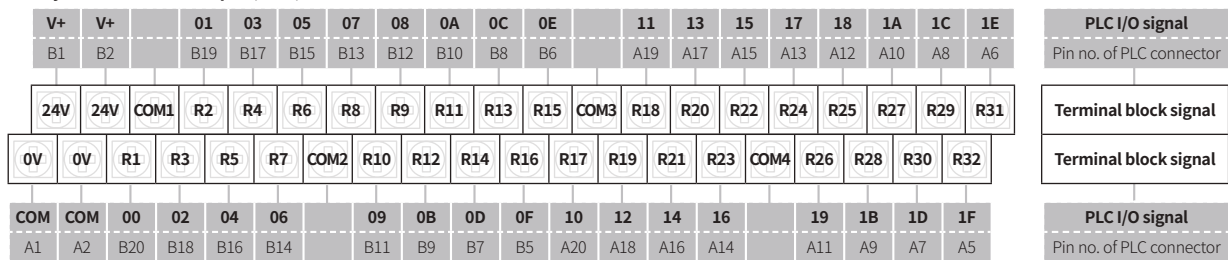 V+ V+ 01 03 05 07 08 0A 0C 0E 11 13 15 17 18 1A 1C 1E PLC I/O signal
B1 B2 B19 B17 B15 B13 B12 B10 B8 B6 A19 A17 A15 A13 A12 A10 A8 A6 Pin no. of PLC connector
24V 24V COM1 R2 R4 R6 R8 R9 R11 R13 R15 COM3 R18 R20 R22 R24 R25 R27 R29 R31 Terminal block signal
0V 0V R1 R3 R5 R7 COM2 R10 R12 R14 R16 R17 R19 R21 R23 COM4 R26 R28 R30 R32 Terminal block signal
COM COM 00 02 04 06 09 0B 0D 0F 10 12 14 16 19 1B 1D 1F PLC I/O signal
A1 A2 B20 B18 B16 B14 B11 B9 B7 B5 A20 A18 A16 A14 A11 A9 A7 A5 Pin no. of PLC connector